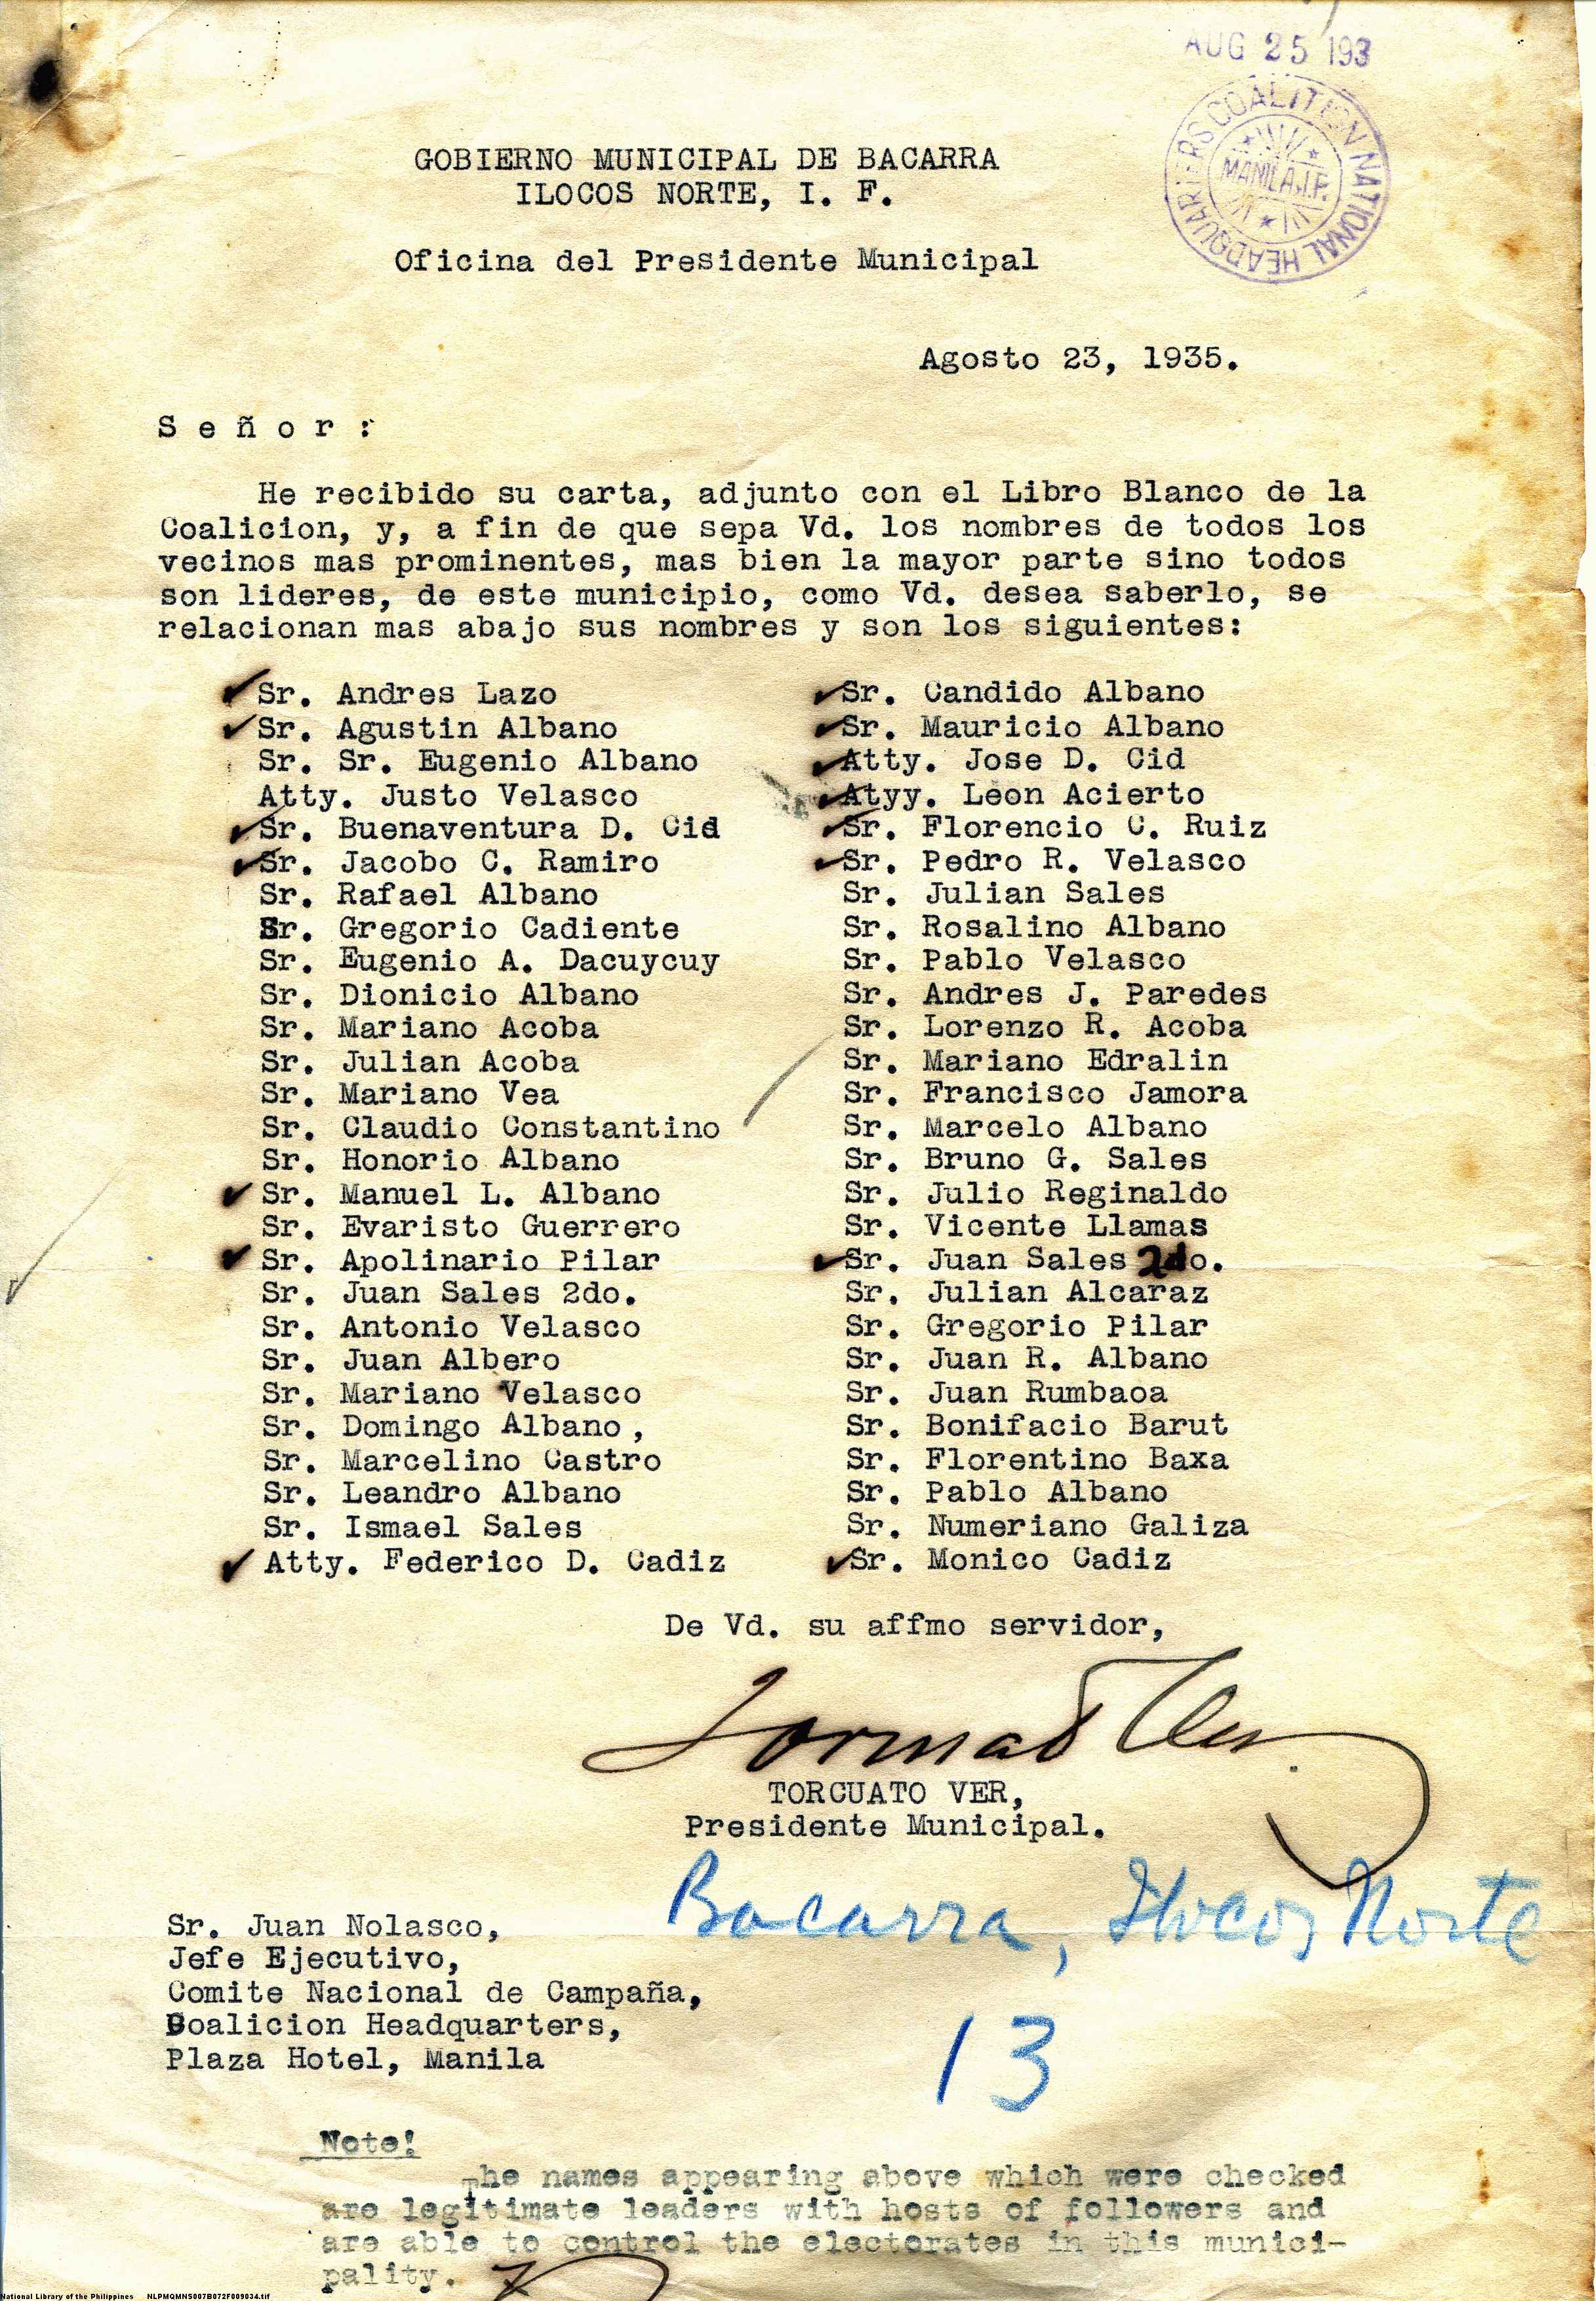 AUG 25 193
COALITION NATIONAL HEADQUARTERS
MANILA, I.F.
GOBIERNO MUNICIPAL DE BACARRA
ILOCOS NORTE, I. F.
Oficina del Presidente Municipal
Agosto 23, 1935.
S e ñ o r :
He recibido su carta, adjunto con el Libro Blanco de la
Coalicion, y, a fin de que sepa Vd. los nombres de todos los
vecinos mas prominentes, mas bien la mayor parte sino todos
son lideres, de este municipio, como Vd. desea saberlo, se
relacionan mas abajo sus nombres y son los siguientes:
Sr. Andres Lazo
Sr. Agustin Albano
Sr. Sr. Eugenio Albano
Atty. Justo Velasco
Sr. Buenaventura D. Cid
Sr. Jacobo C. Ramiro
Sr. Rafael Albano
Sr. Gregorio Cadiente
Sr. Eugenio A. Dacuycuy
Sr. Dionicio Albano
Sr. Mariano Acoba
Sr. Julian Acoba
Sr. Mariano Vea
Sr. Claudio Constantino
Sr. Honorio Albano
Sr. Manuel L. Albano
Sr. Evaristo Guerrero
Sr. Apolinario Pilar
Sr. Juan Sales 2do.
Sr. Antonio Velasco
Sr. Juan Albero
Sr. Mariano Velasco
Sr. Domingo Albano,
Sr. Marcelino Castro
Sr. Leandro Albano
Sr. Ismael Sales
Atty. Federico D. Cadiz
Sr. Candido Albano
Sr. Mauricio Albano
Atty. Jose D. Cid
Atyy. Leon Acierto
Sr. Florencio C. Ruiz
Sr. Pedro R. Velasco
Sr. Julian Sales
Sr. Rosalino Albano
Sr. Pablo Velasco
Sr. Andres J. Paredes
Sr. Lorenzo R. Acoba
Sr. Mariano Edralin
Sr. Francisco Jamora
Sr. Marcelo Albano
Sr. Bruno G. Sales
Sr. Julio Reginaldo
Sr. Vicente Llamas
Sr. Juan Sales 2do.
Sr. Julian Alcaraz
Sr. Gregorio Pilar
Sr. Juan R. Albano
Sr. Juan Rumbaoa
Sr. Bonifacio Barut
Sr. Florentino Baxa
Sr. Pablo Albano
Sr. Numeriano Galiza
Sr. Monico Cadiz
De Vd. su affmo servidor,
TORCUATO VER,
Presidente Municipal.
Bacarra, Ilocos Norte
13
Sr. Juan Nolasco,
Jefe Ejecutivo,
Comite Nacional de Campaña,
Coalicion Headquarters,
Plaza Hotel, Manila
Note!
The names appearing above which were checked
are legitimate leaders with hosts of followers and
are able to control the electorates in this munici-
pality.
National Library of the Philippines NLPMQMNS007B072F009034.tif